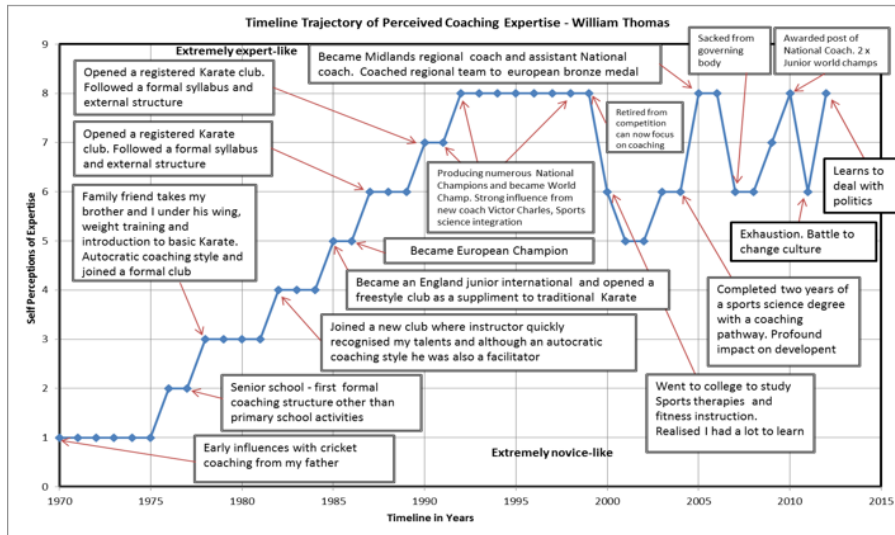 Timeline Trajectory of Perceived Coaching Expertise - William Thomas
Self Perceptions of Expertise
9
8
7
6
5
4
3
2
1
0
Extremely expert-like
Opened a registered Karate club.
Followed a formal syllabus and
external structure
Opened a registered Karate
club. Followed a formal syllabus
and external structure
Family friend takes my
brother and I under his wing,
weight training and
introduction to basic Karate.
Autocratic coaching style and
joined a formal club
Became Midlands regional  coach and assistant National
coach.  Coached regional team to  european bronze medal
Sacked from
governing
body
Awarded post of
National Coach. 2 x
Junior world champs
Retired from
competition
can now focus
on coaching
Producing numerous  National
Champions and became World
Champ. Strong influence from
new coach Victor Charles, Sports
science integration
Learns to
deal with
politics
Exhaustion. Battle to
change culture
Became European Champion
Became an England junior international  and opened a
freestyle club as a suppliment to traditional  Karate
Joined a new club where instructor quickly
recognised my talents and although an autocratic
coaching style he was also a facilitator
Completed two years of
a sports science degree
with a coaching
pathway. Profound
impact on developent
Senior school - first formal
coaching structure other than
primary school activities
Went to college to study
Sports therapies  and
fitness instruction.
Realised I had a lot to learn
Early influences with cricket
coaching from my father
Extremely novice-like
1970 1975 1980 1985 1990 1995 2000 2005 2010 2015
Timeline in Years